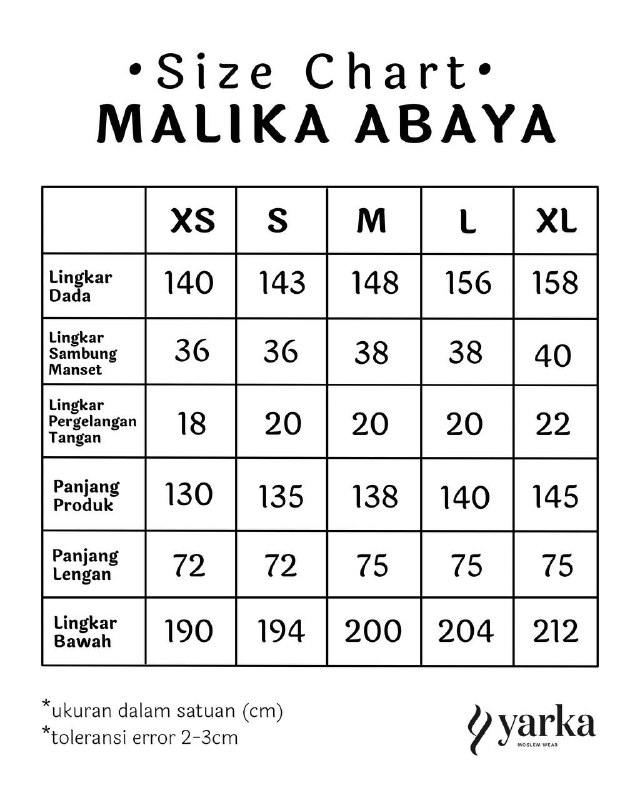 •Size Chart•
MALIKA ABAYA
XS S M L XL
Lingkar
Dada
140 143 148 156 158
Lingkar
Sambung
Manset
36 36 38 38 40
Lingkar
Pergelangan
Tangan
18 20 20 20 22
Panjang
Produk
130 135 138 140 145
Panjang
Lengan
72 72 75 75 75
Lingkar
Bawah
190 194 200 204 212
*ukuran dalam satuan (cm)
*toleransi error 2-3cm
yarka
MOSLEM WEAR